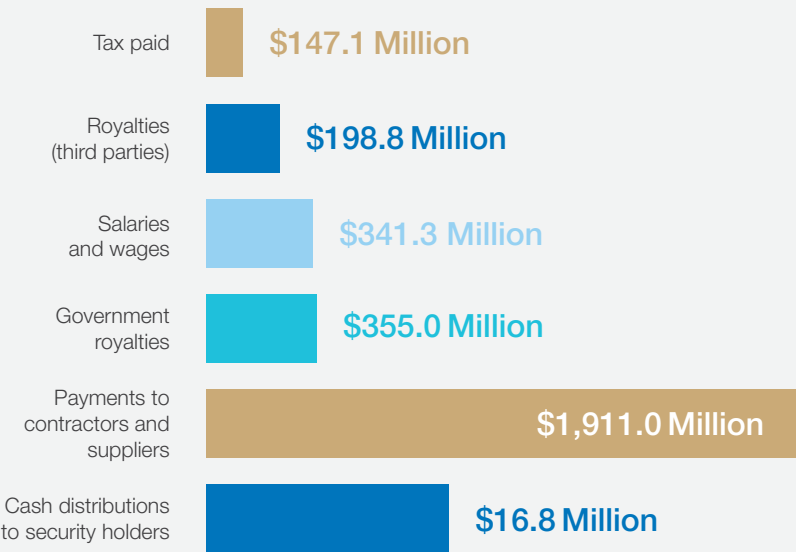 Tax paid
$147.1 Million
Royalties
(third parties)
$198.8 Million
Salaries
and wages
$341.3 Million
Government
royalties
$355.0 Million
Payments to
contractors and
suppliers
$1,911.0 Million
Cash distributions
to security holders
$16.8 Million